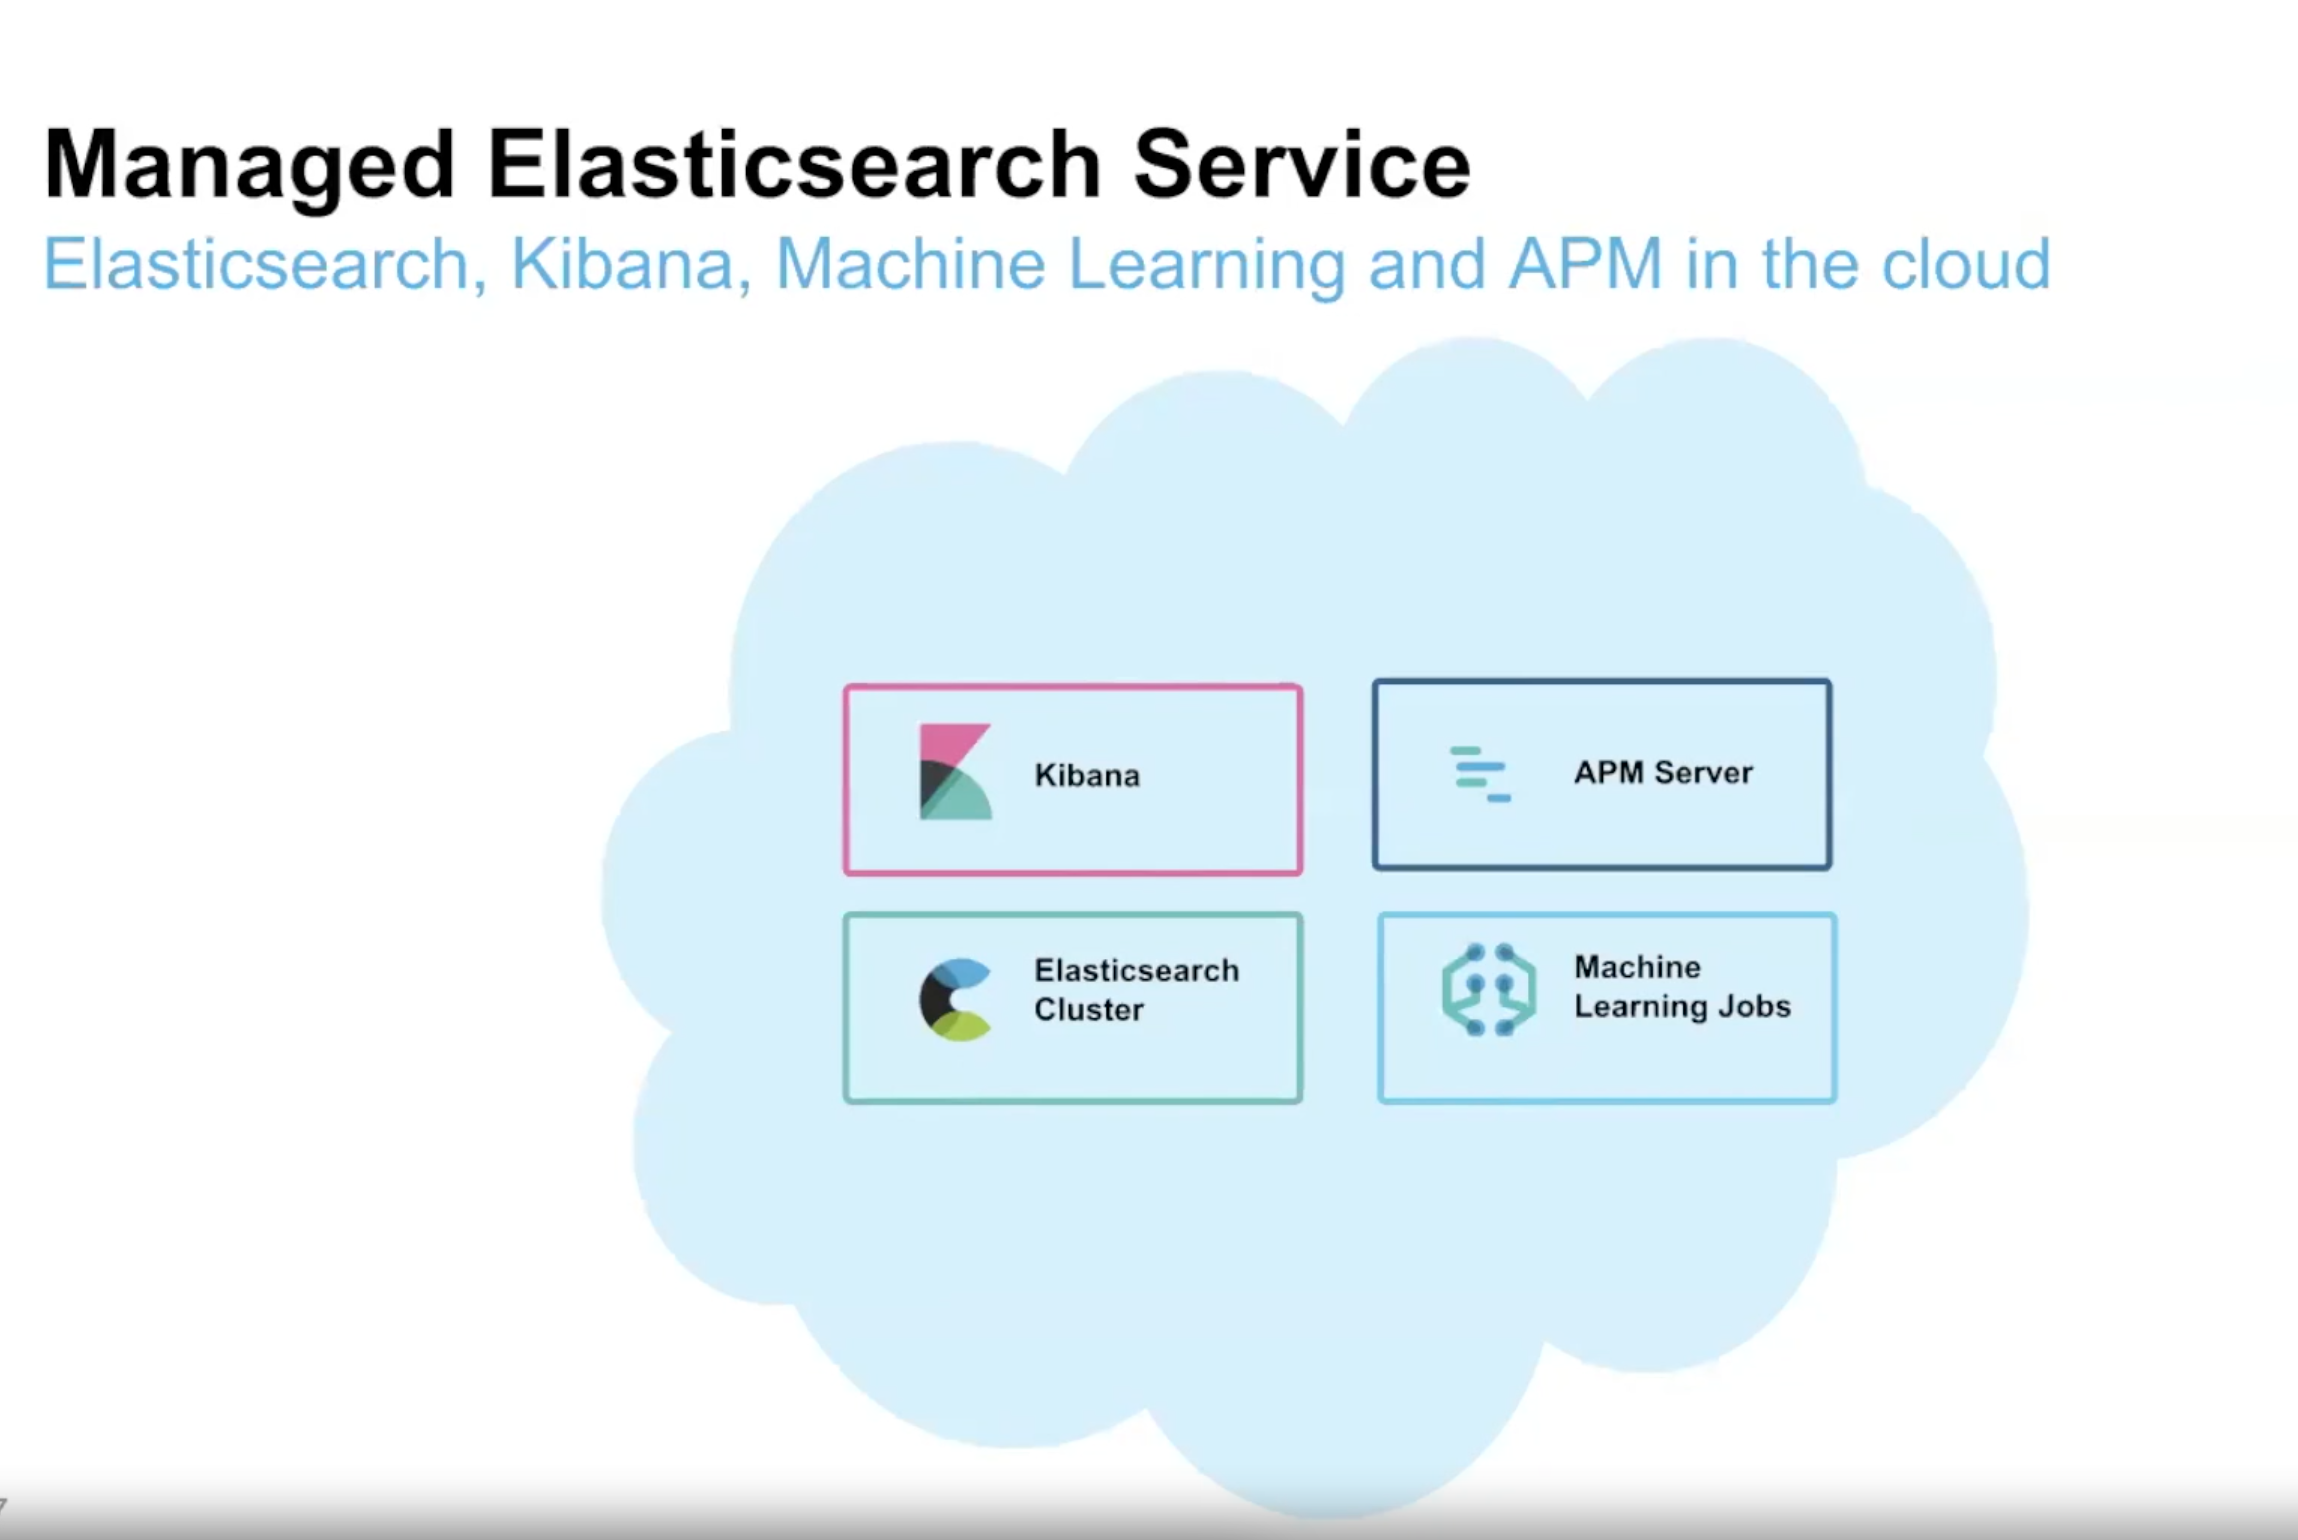 Managed Elasticsearch Service
Elasticsearch, Kibana, Machine Learning and APM in the cloud
Kibana
APM Server
Elasticsearch
Cluster
Machine
Learning Jobs